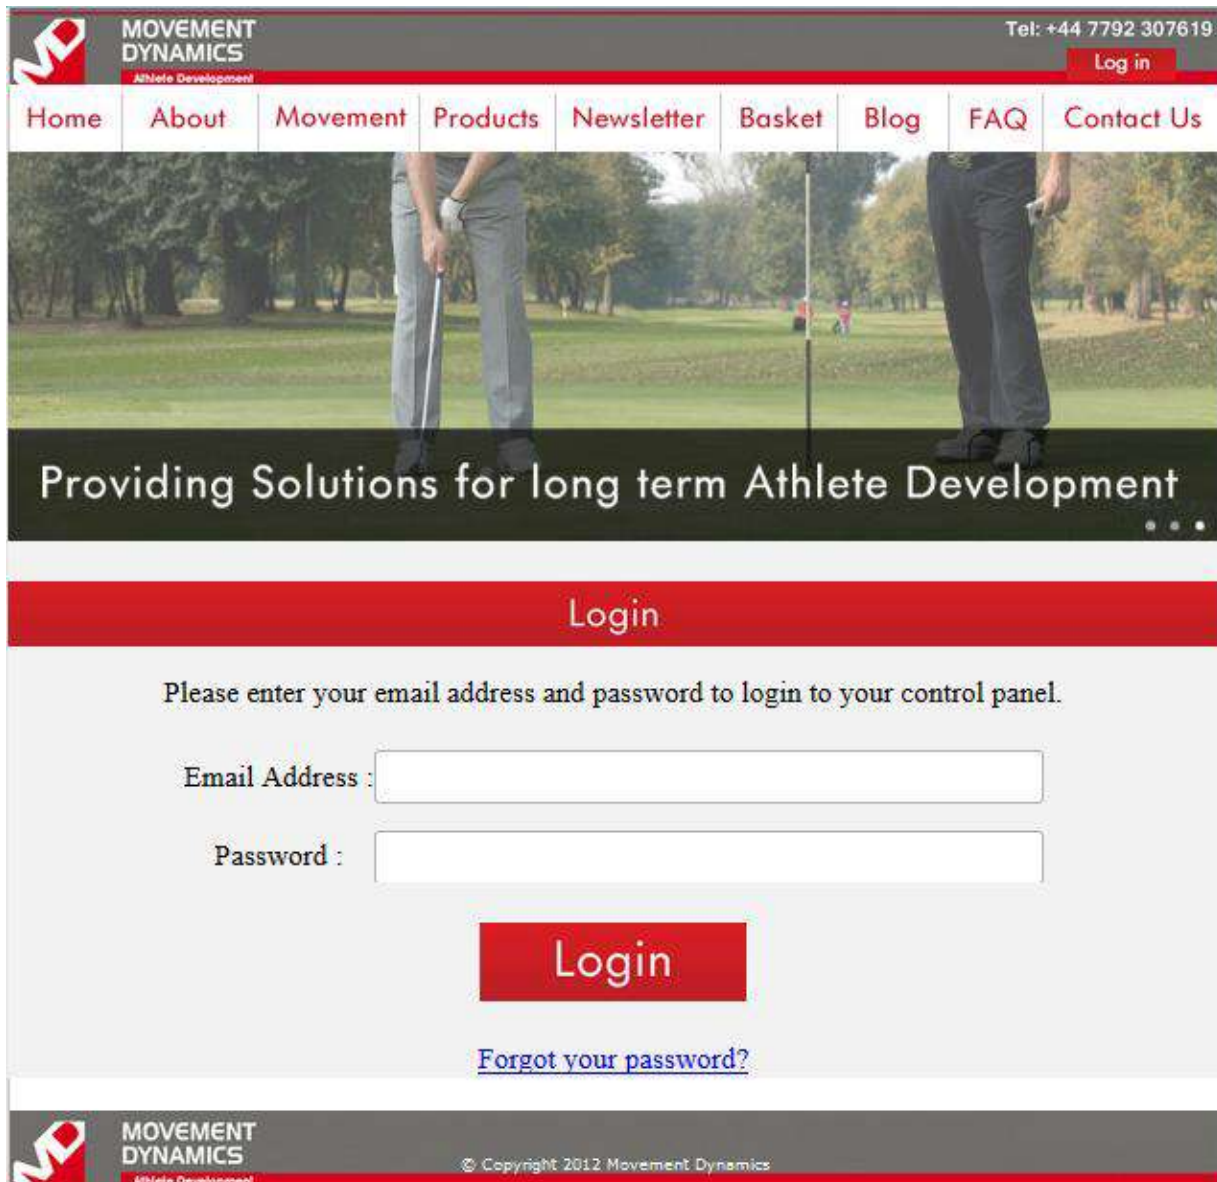 MOVEMENT
DYNAMICS
Athlete Development
Tel: +44 7792 307619
Log in
Home About Movement Products Newsletter Basket Blog FAQ Contact Us
Providing Solutions for long term Athlete Development
Login
Please enter your email address and password to login to your control panel.
Email Address :
Password :
Login
Forgot your password?
MOVEMENT
DYNAMICS
Athlete Development
© Copyright 2012 Movement Dynamics